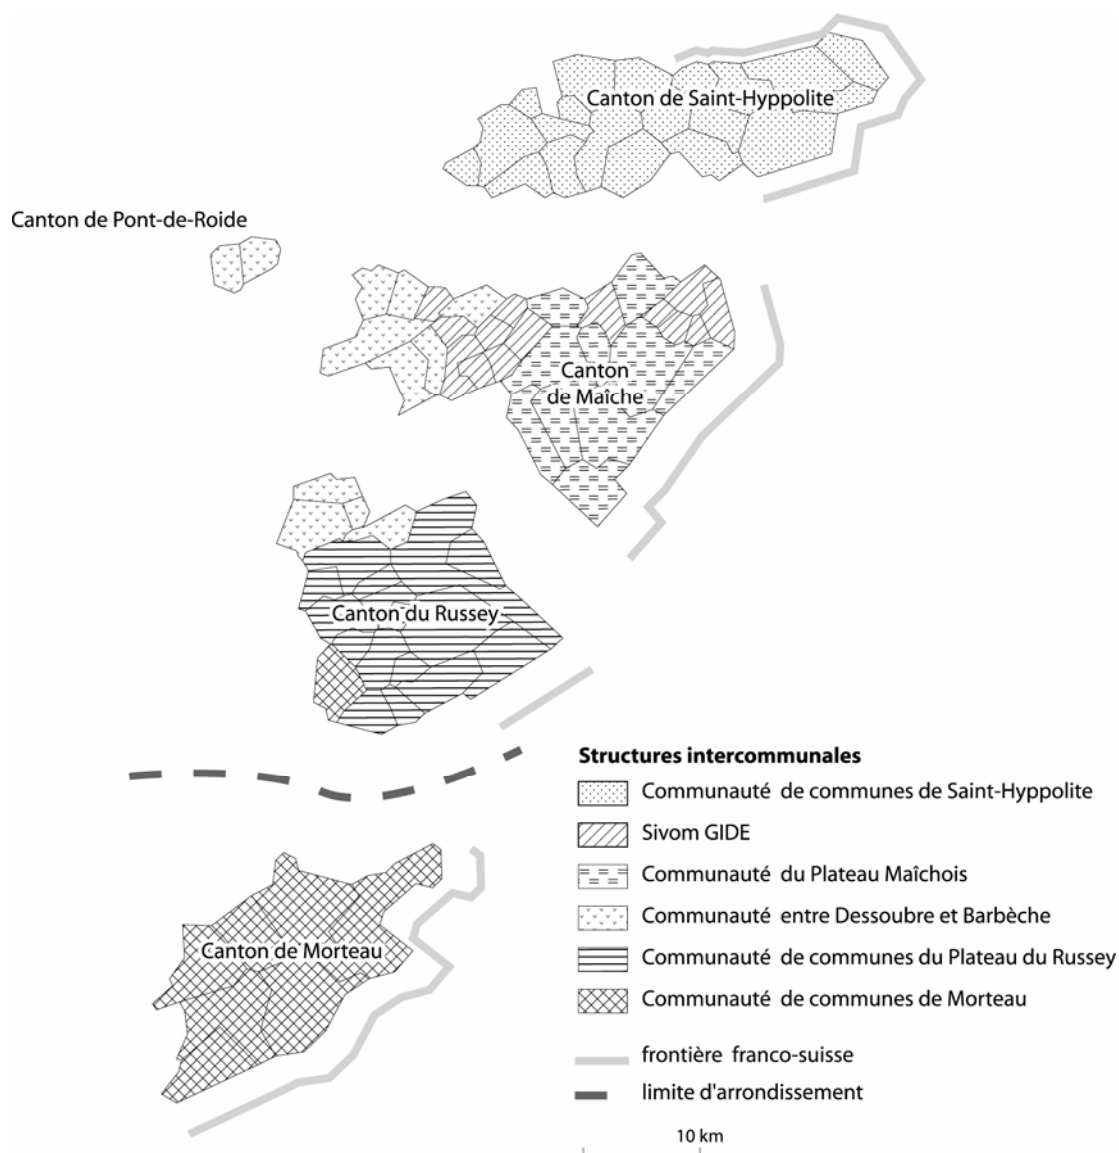 Canton de Saint-Hyppolite
Canton de Pont-de-Roide
Canton
de Maîche
Canton du Russey
Canton de Morteau
Structures intercommunales
Communauté de communes de Saint-Hyppolite
Sivom GIDE
Communauté du Plateau Maîchois
Communauté entre Dessoubre et Barbèche
Communauté de communes du Plateau du Russey
Communauté de communes de Morteau
frontière franco-suisse
limite d'arrondissement
10 km